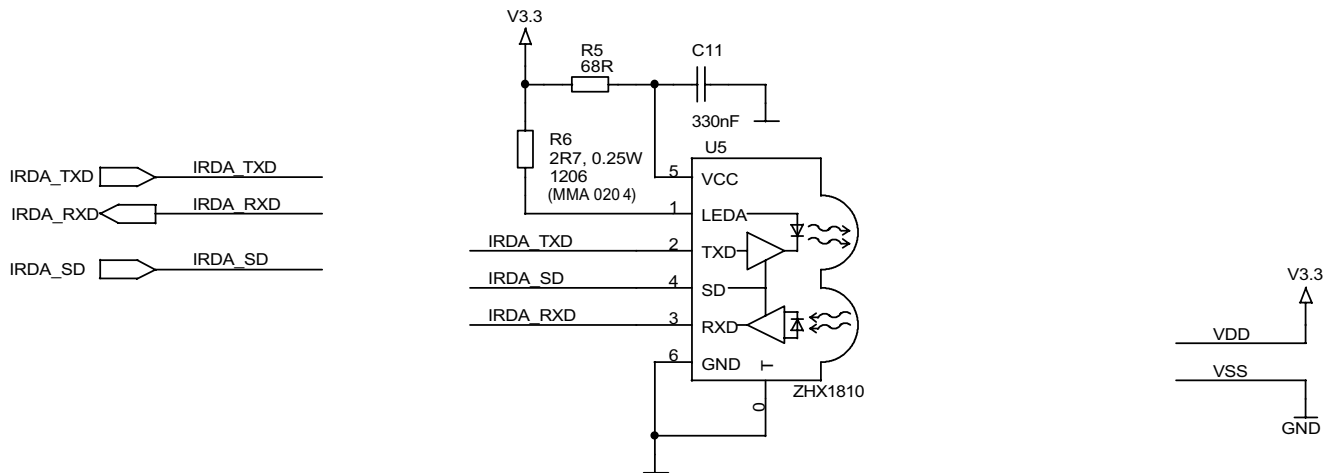 V3.3
R5
68R
C11
330nF
R6
2R7, 0.25W
1206
(MMA 0204)
U5
IRDA_TXD IRDA_TXD
IRDA_RXD IRDA_RXD
IRDA_SD IRDA_SD
5 VCC
1 LEDA
IRDA_TXD 2 TXD
IRDA_SD 4 SD
IRDA_RXD 3 RXD
6 GND T
ZHX1810
0
V3.3
VDD
VSS
GND